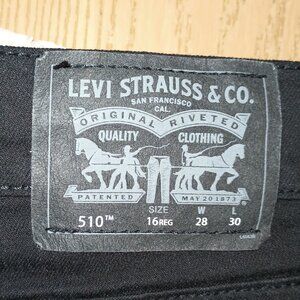 LEVI STRAUSS & CO.
SAN FRANCISCO
CAL.
ORIGINAL RIVETED
QUALITY CLOTHING
PATENTED MAY 20 1873
SIZE W L
510™ 16REG 28 30